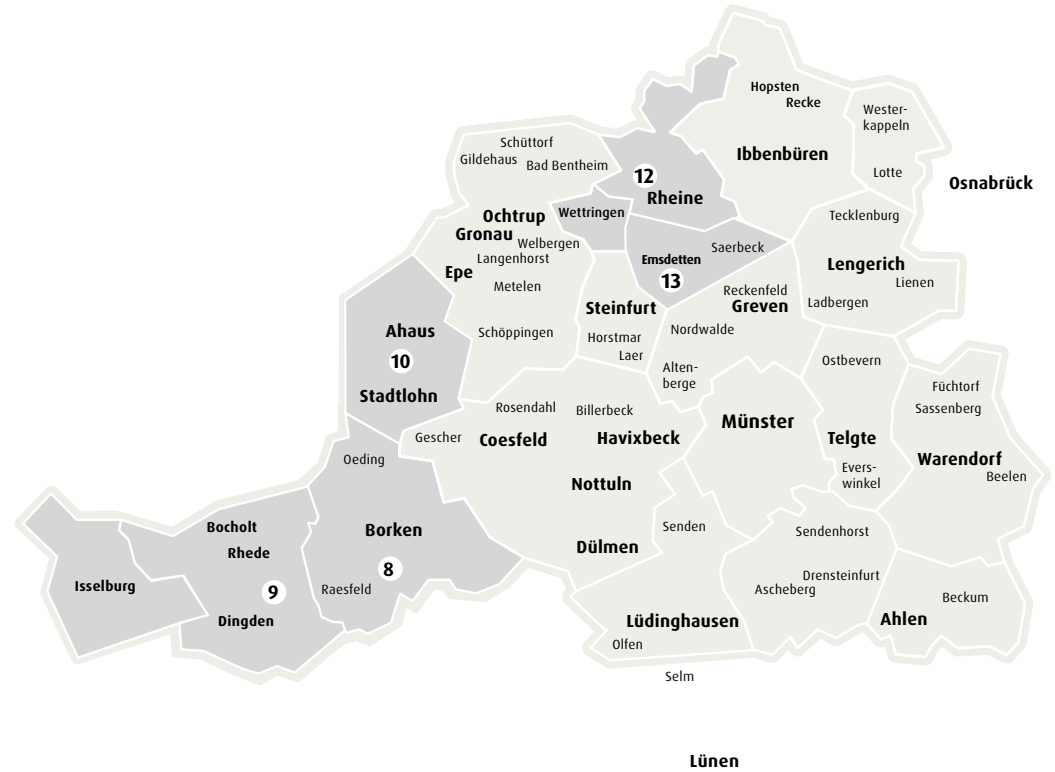 Hopsten
Recke
Wester-
kappeln
Ibbenbüren
Lotte
Osnabrück
Schüttorf
Gildehaus
Bad Bentheim
12
Rheine
Ochtrup
Wettringen
Gronau
Welbergen
Langenhorst
Epe
Metelen
Schöppingen
Saerbeck
Emsdetten
13
Tecklenburg
Lengerich
Lienen
Ladbergen
Reckenfeld
Greven
Nordwalde
Steinfurt
Horstmar
Laer
Alten-
berge
Ahaus
10
Stadtlohn
Ostbevern
Füchtorf
Sassenberg
Rosendahl
Billerbeck
Gescher
Coesfeld
Havixbeck
Münster
Telgte
Warendorf
Beelen
Evers-
winkel
Oeding
Nottuln
Bocholt
Rhede
Borken
Senden
Sendenhorst
Dülmen
8
Isselburg
9
Raesfeld
Dingden
Drensteinfurt
Ascheberg
Beckum
Ahlen
Lüdinghausen
Olfen
Selm
Lünen